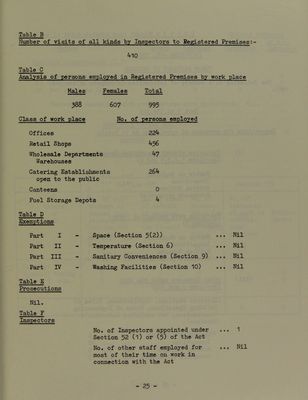 Table B
Number of visits of all kinds by Inspectors to Registered Premises:-
410
Table C
Analysis of persons employed in Registered Premises by work place
Males Females Total
388 607 995
Class of work place No. of persons employed
Offices 224
Retail Shops 456
Wholesale Departments 47
Warehouses
Catering Establishments 264
open to the public
Canteens 0
Fuel Storage Depots 4
Table D
Exemptions
Part I - Space (Section 5(2)) ... Nil
Part II - Temperature (Section 6) ... Nil
Part III - Sanitary Conveniences (Section 9) ... Nil
Part IV - Washing Facilities (Section 10) ... Nil
Table E
Prosecutions
Nil.
Table F
Inspectors
No. of Inspectors appointed under ... 1
Section 52 (1) or (5) of the Act
No. of other staff employed for ... Nil
most of their time on work in
connection with the Act
- 25 -